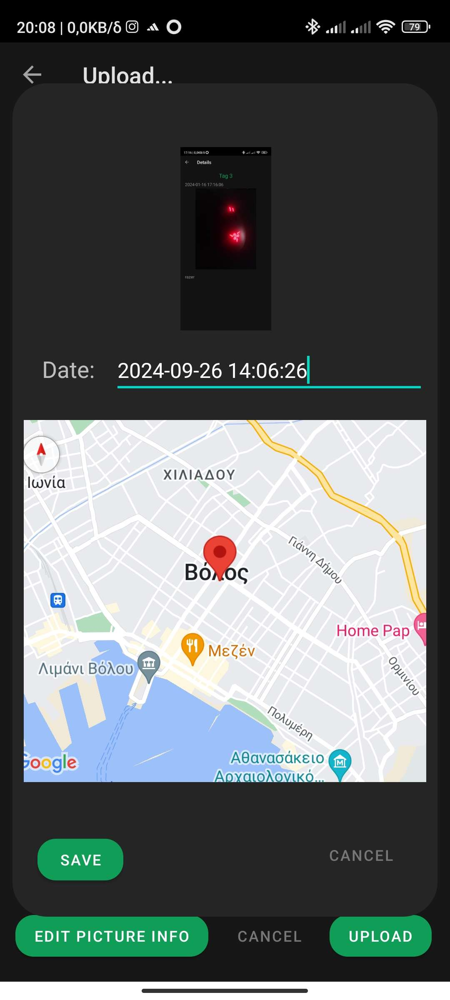 20:08 | 0,0KB/δ
79
Upload...
17:16 | 0,0KB/δ
Details
Tag 3
2024-01-16 17:16:06
razer
Date: 2024-09-26 14:06:26
Ιωνία
ΧΙΛΙΑΔΟΥ
Γιάννη Δήμου
Βόλος
Home Pap
Μεζέν
Λιμάνι Βόλου
Ορμινίου
Πολυμέρη
Google
Αθανασάκειο
Αρχαιολογικό...
SAVE
CANCEL
EDIT PICTURE INFO
CANCEL
UPLOAD